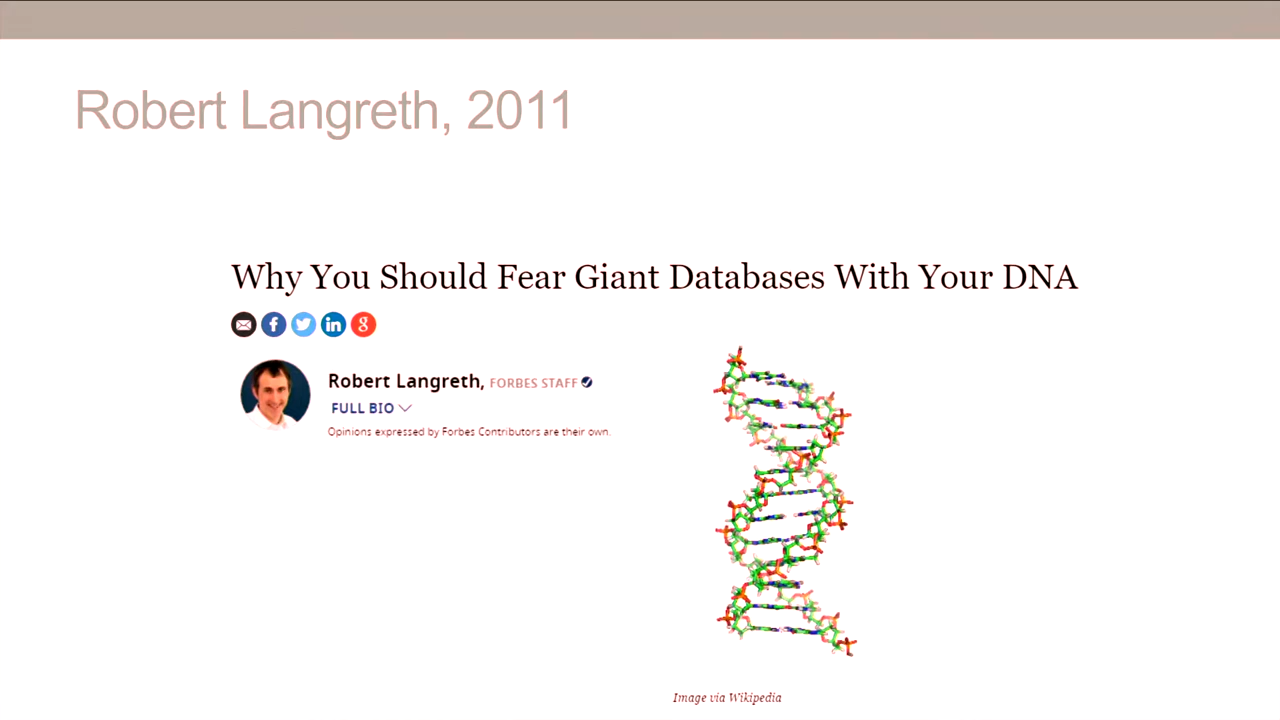 Robert Langreth, 2011
Why You Should Fear Giant Databases With Your DNA
f in g
Robert Langreth, FORBES STAFF
FULL BIO
Opinions expressed by Forbes Contributors are their own.
Image via Wikipedia